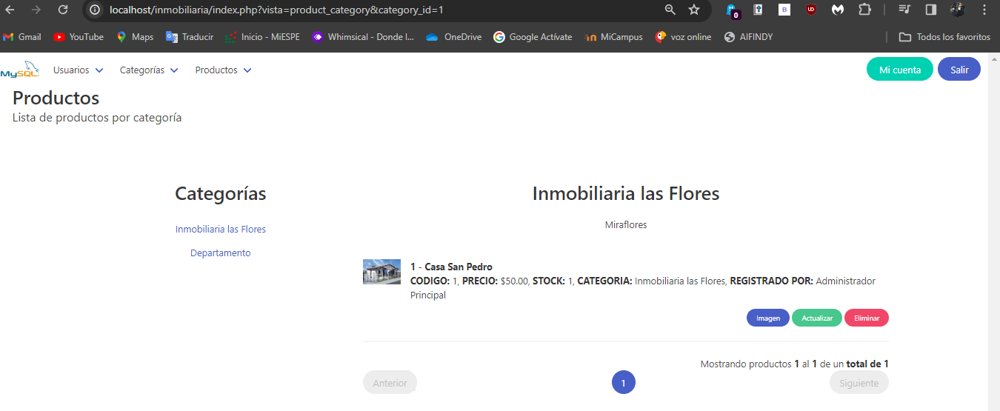 localhost/inmobiliaria/index.php?vista=product_category&category_id=1
0
B
UD
Gmail YouTube Maps Traducir Inicio - MiESPE Whimsical - Donde l... OneDrive Google Actívate MiCampus voz online AIFINDY Todos los favoritos
MySQL Usuarios Categorías Productos Mi cuenta Salir
Productos
Lista de productos por categoría
Categorías
Inmobiliaria las Flores
Departamento
Inmobiliaria las Flores
Miraflores
1 - Casa San Pedro
CODIGO: 1, PRECIO: $50.00, STOCK: 1, CATEGORIA: Inmobiliaria las Flores, REGISTRADO POR: Administrador
Principal
Imagen Actualizar Eliminar
Mostrando productos 1 al 1 de un total de 1
Anterior 1 Siguiente